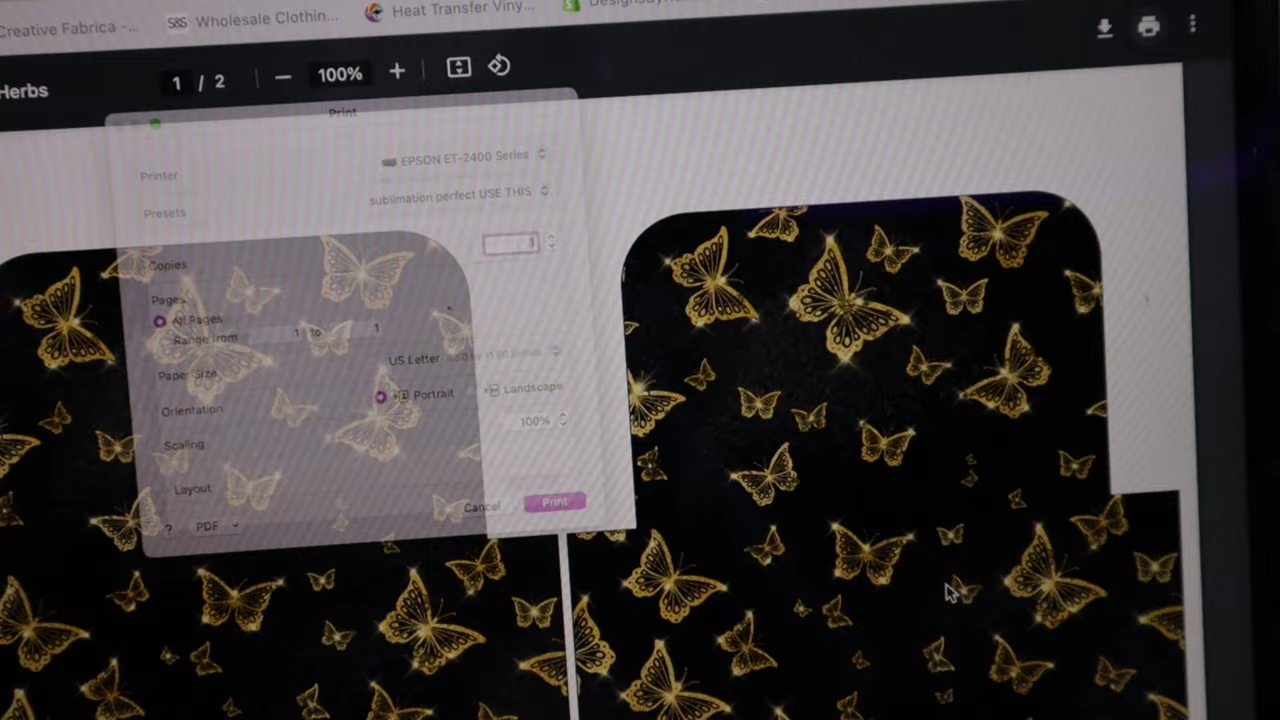 Creative Fabrica -...
S&S Wholesale Clothin...
Heat Transfer Viny...
Herbs
1 / 2
100%
Print
Printer
EPSON ET-2400 Series
Presets
sublimation perfect USE THIS
Copies
Pages
All Pages
Range from
1 to 1
Paper Size
US Letter
Orientation
Portrait
Landscape
Scaling
100%
Layout
? PDF
Cancel
Print